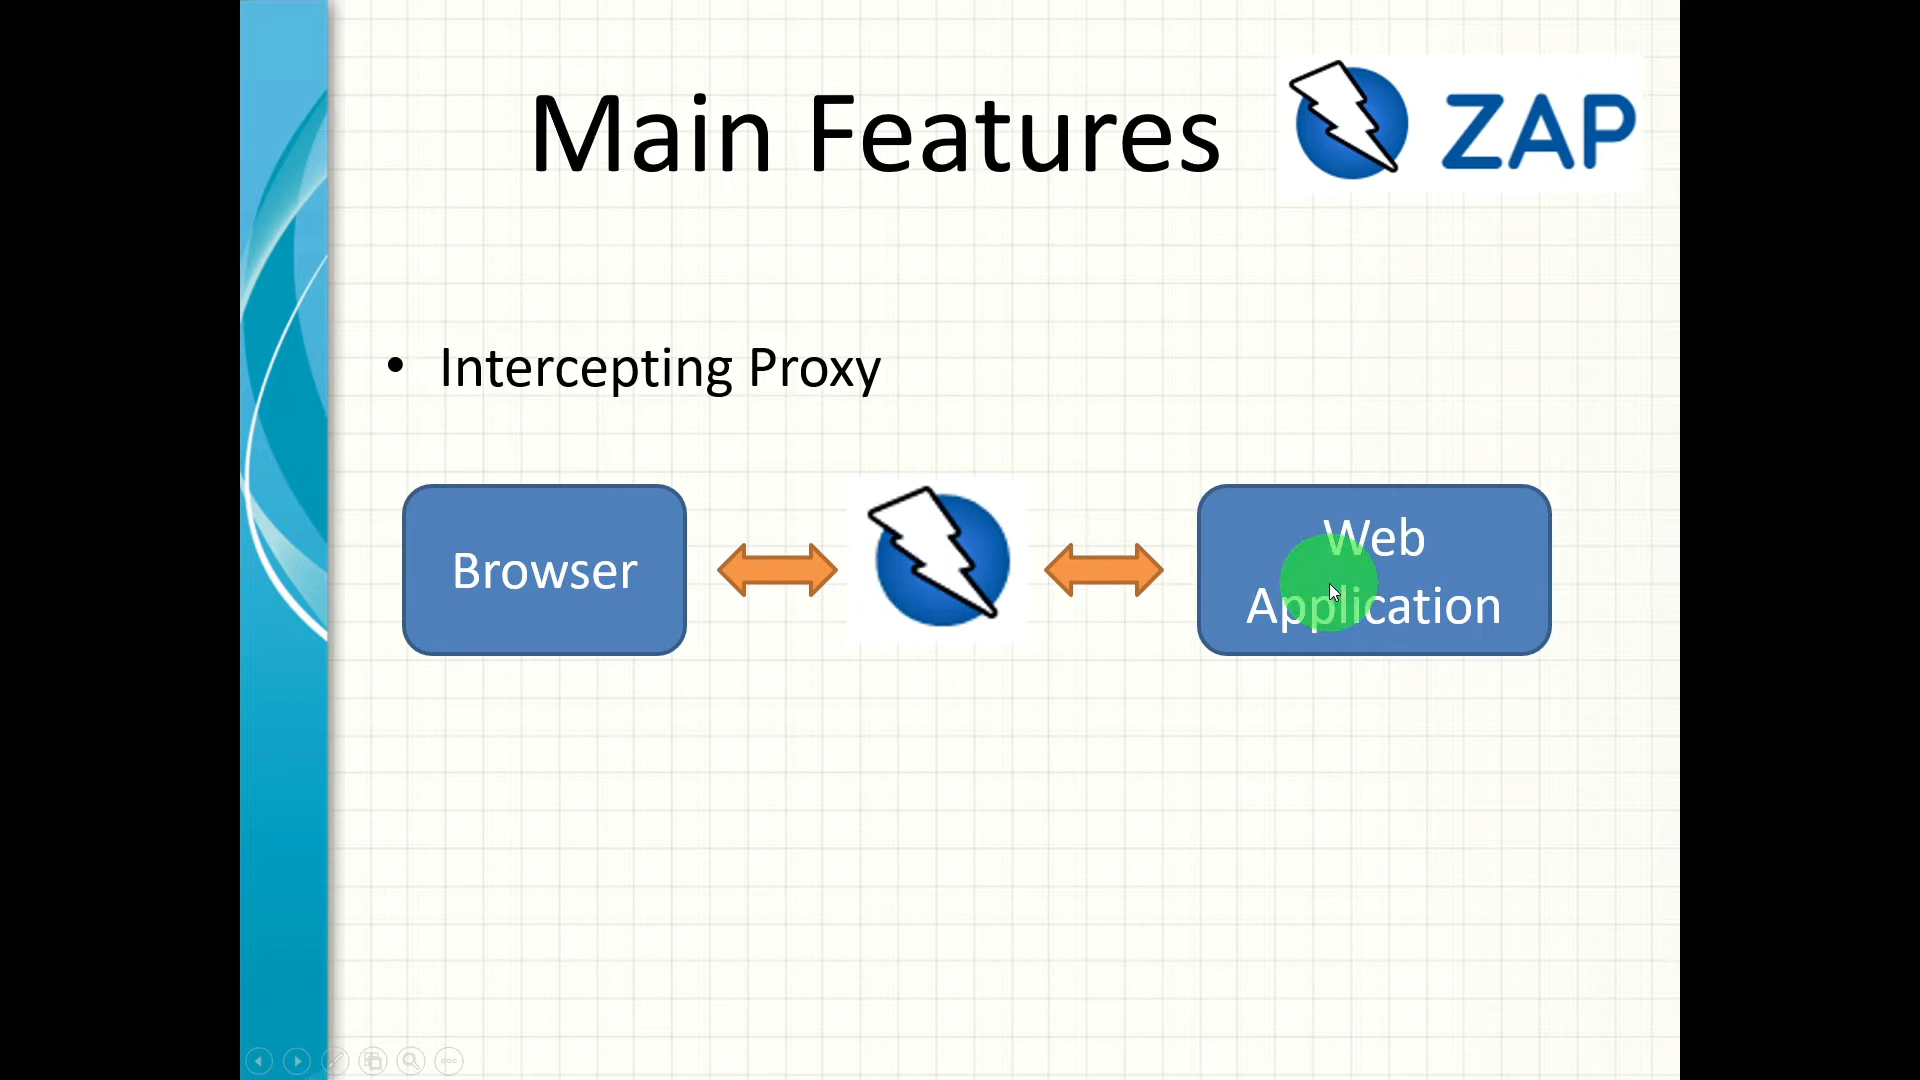 Main Features
ZAP
• Intercepting Proxy
Browser
Web
Application